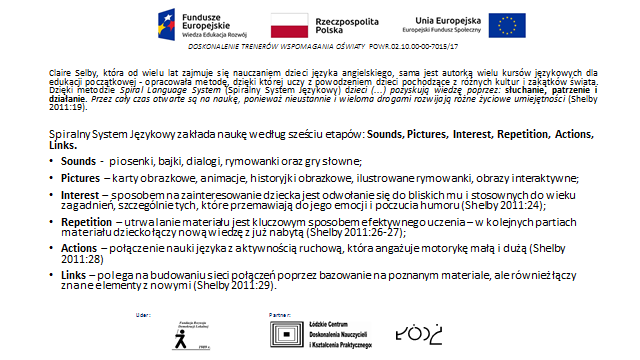 Fundusze
Europejskie
Wiedza Edukacja Rozwój
Rzeczpospolita
Polska
Unia Europejska
Europejski Fundusz Społeczny
DOSKONALENIE TRENERÓW WSPOMAGANIA OŚWIATY POWR.02.10.00-00-7015/17
Claire Selby, która od wielu lat zajmuje się nauczaniem dzieci języka angielskiego, sama jest autorką wielu kursów językowych dla
edukacji początkowej - opracowała metodę, dzięki której uczy z powodzeniem dzieci pochodzące z różnych kultur i zakątków świata.
Dzięki metodzie Spiral Language System (Spiralny System Językowy) dzieci (...) pozyskują wiedzę poprzez: słuchanie, patrzenie i
działanie. Przez cały czas otwarte są na naukę, ponieważ nieustannie i wieloma drogami rozwijają różne życiowe umiejętności (Shelby
2011:19).
Spiralny System Językowy zakłada naukę według sześciu etapów: Sounds, Pictures, Interest, Repetition, Actions,
Links.
• Sounds - piosenki, bajki, dialogi, rymowanki oraz gry słowne;
• Pictures – karty obrazkowe, animacje, historyjki obrazkowe, ilustrowane rymowanki, obrazy interaktywne;
• Interest – sposobem na zainteresowanie dziecka jest odwołanie się do bliskich mu i stosownych do wieku
zagadnień, szczególnie tych, które przemawiają do jego emocji i poczucia humoru (Shelby 2011:24);
• Repetition – utrwalanie materiału jest kluczowym sposobem efektywnego uczenia – w kolejnych partiach
materiału dziecko łączy nową wiedzę z już nabytą (Shelby 2011:26-27);
• Actions – połączenie nauki języka z aktywnością ruchową, która angażuje motorykę małą i dużą (Shelby
2011:28)
• Links – polega na budowaniu sieci połączeń poprzez bazowanie na poznanym materiale, ale również łączy
znane elementy z nowymi (Shelby 2011:29).
Lider:
Partner:
Fundacja Rozwoju
Demokracji Lokalnej
Łódzkie Centrum
Doskonalenia Nauczycieli
i Kształcenia Praktycznego